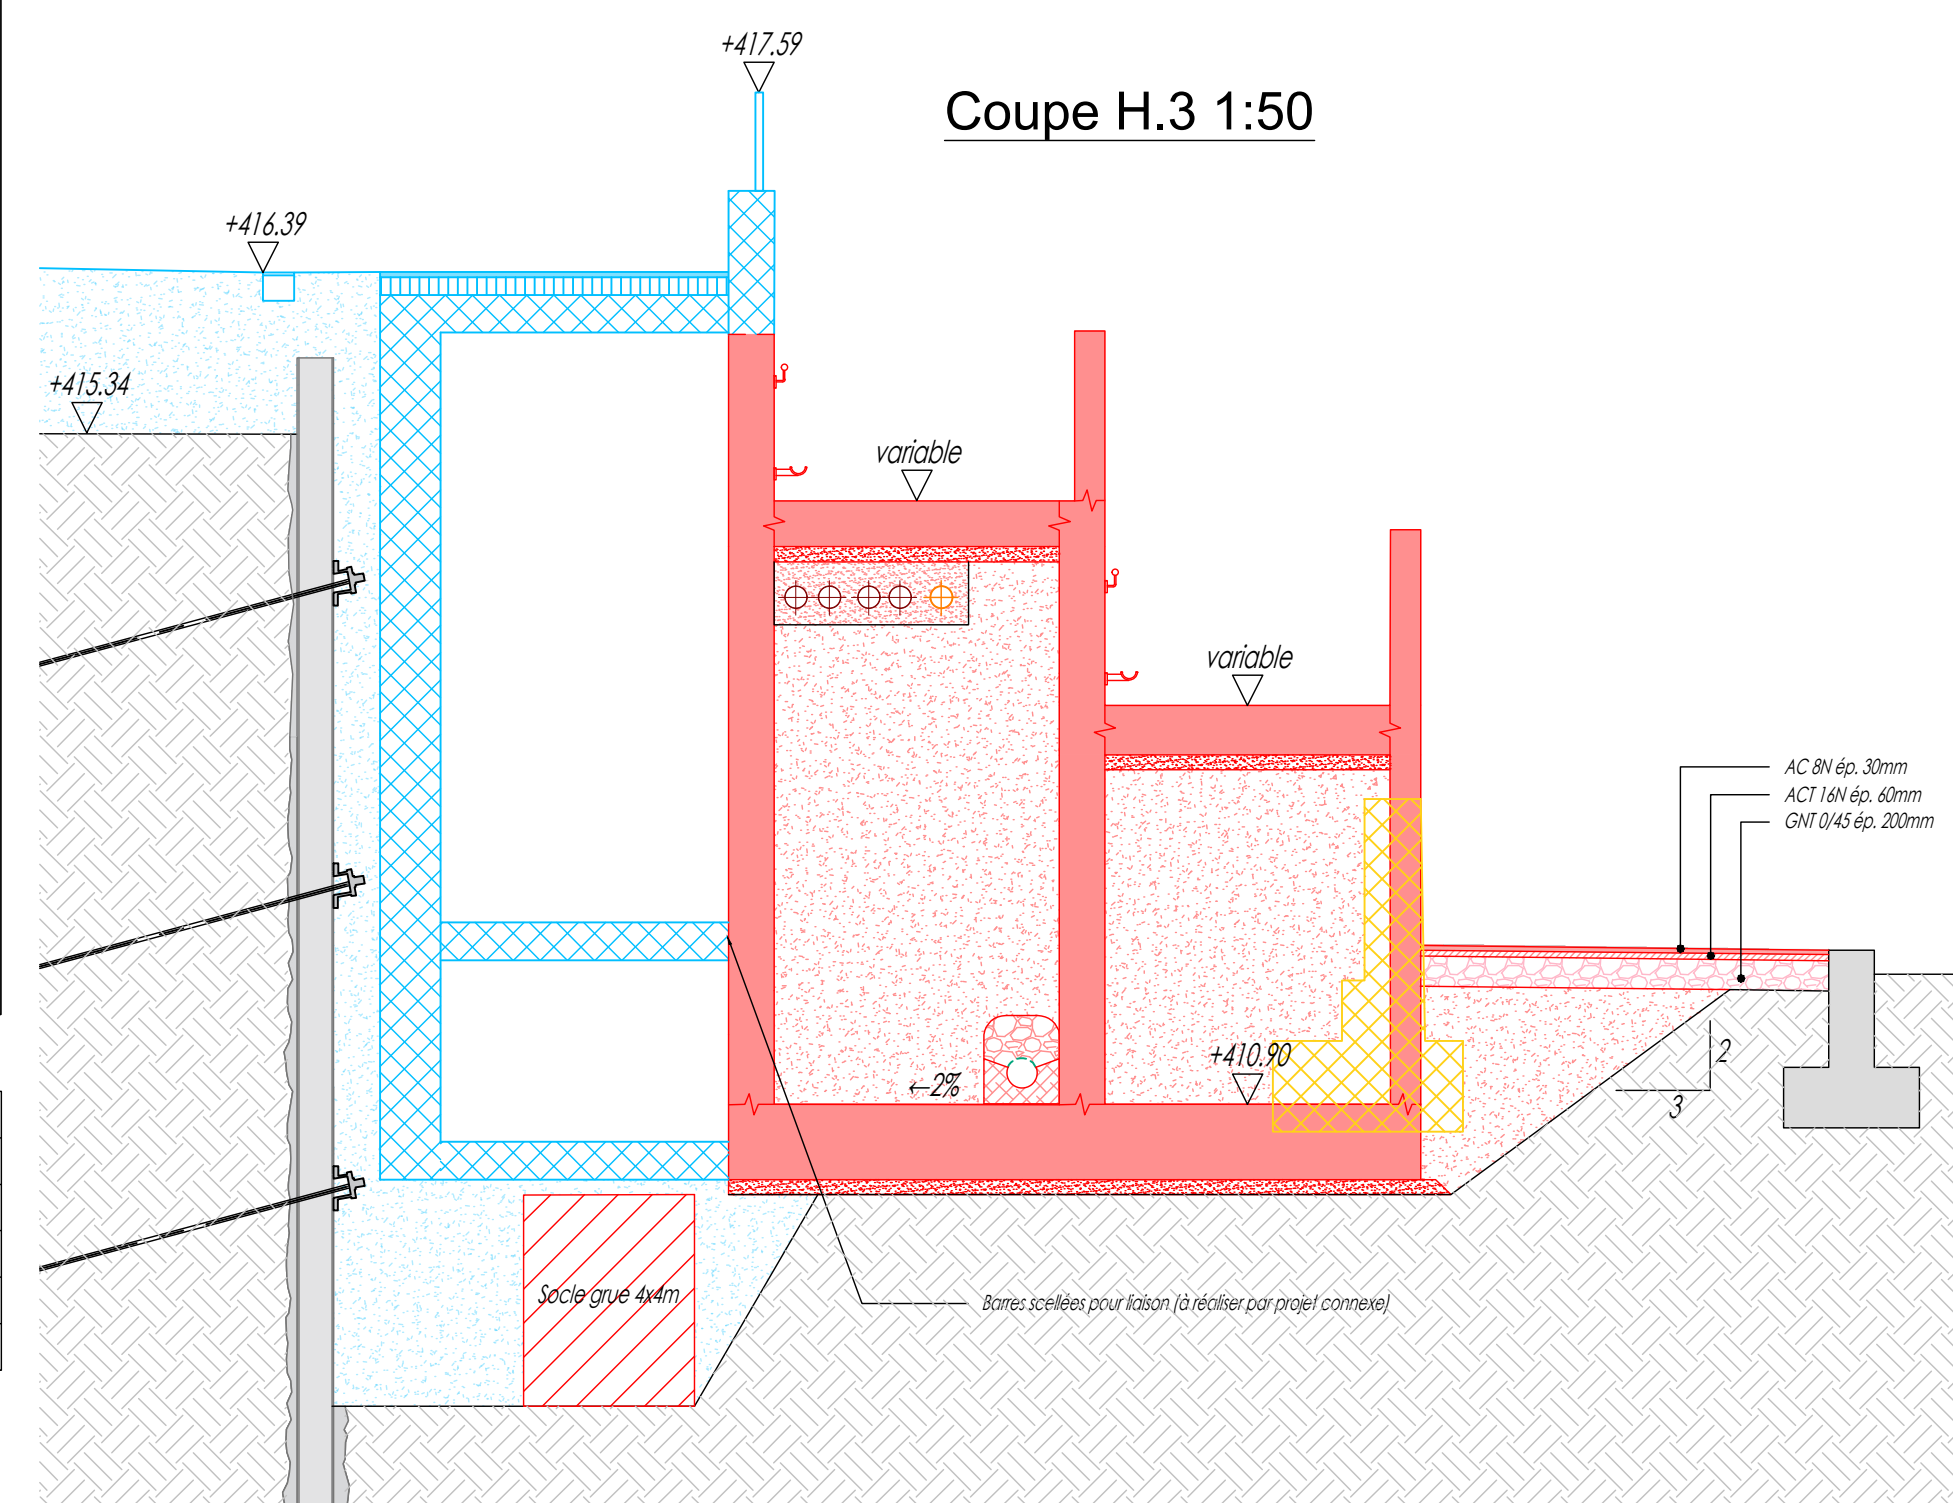 +417.59
Coupe H.3 1:50
+416.39
+415.34
variable
variable
AC 8N ép. 30mm
ACT 16N ép. 60mm
GNT 0/45 ép. 200mm
+410.90
←2%
2
3
Socle grue 4x4m
Barres scellées pour liaison (à réaliser par projet connexe)